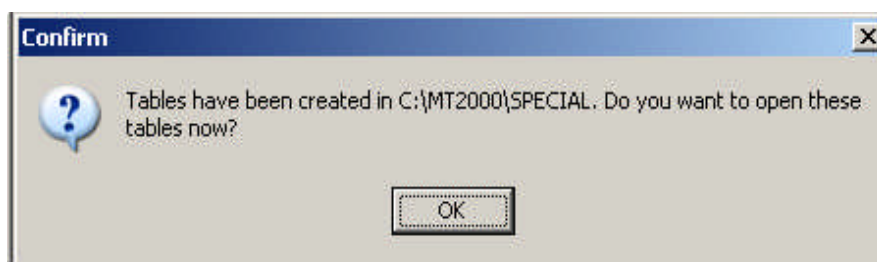 Confirm
Tables have been created in C:\MT2000\SPECIAL. Do you want to open these
tables now?
OK